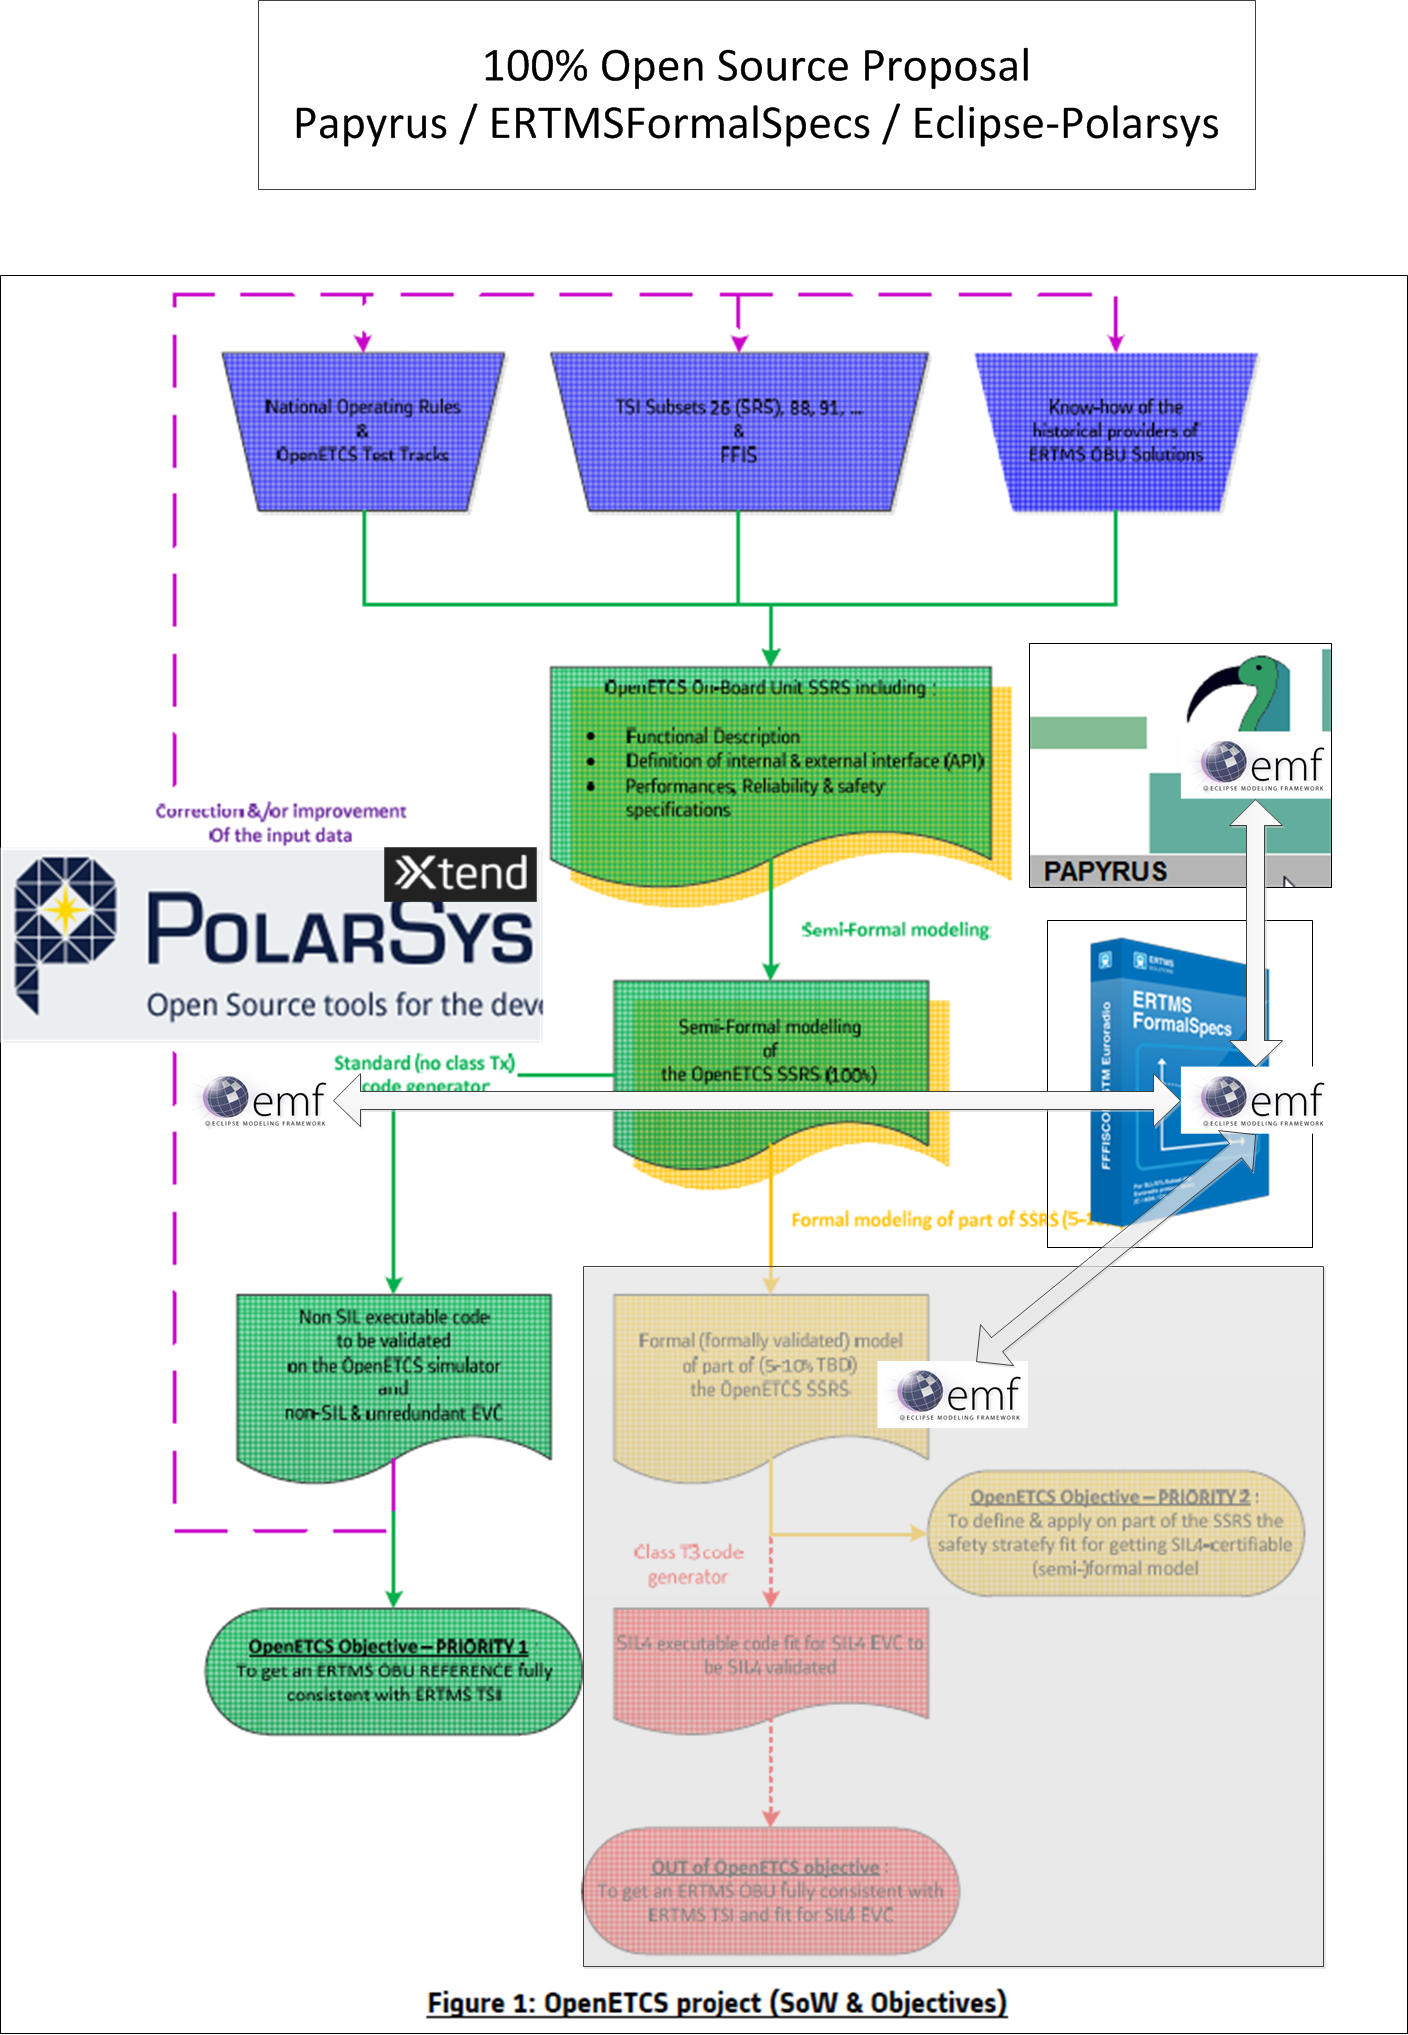 100% Open Source Proposal
Papyrus / ERTMSFormalSpecs / Eclipse-Polarsys
National Operating Rules
&
OpenETCS Test Tracks
TSI Subsets 26 (SRS), 88, 91, ...
&
FFIS
Know-how of the
historical providers of
ERTMS OBU Solutions
OpenETCS On-Board Unit SSRS including :
• Functional Description
• Definition of internal & external interface (API)
• Performances, Reliability & safety
specifications
emf
ECLIPSE MODELING FRAMEWORK
PAPYRUS
Correction &/or improvement
Of the input data
Xtend
POLARSYS
Open Source tools for the deve
Semi-Formal modeling
ERTMS
SOLUTIONS
ERTMS
FormalSpecs
Semi-Formal modelling
of
the OpenETCS SSRS (100%)
Standard (no class Tx)
code generator
emf
ECLIPSE MODELING FRAMEWORK
emf
ECLIPSE MODELING FRAMEWORK
Euroradio
Formal modeling of part of SSRS (5-1
Non SIL executable code
to be validated
on the OpenETCS simulator
and
non-SIL & unredundant EVC
Formal (formally validated) model
of part of (5-10% TBD)
the OpenETCS SSRS
emf
ECLIPSE MODELING FRAMEWORK
OpenETCS Objective – PRIORITY 2 :
To define & apply on part of the SSRS the
safety stratefy fit for getting SIL4-certifiable
(semi-)formal model
Class T3 code
generator
OpenETCS Objective – PRIORITY 1 :
To get an ERTMS OBU REFERENCE fully
consistent with ERTMS TSI
SIL4 executable code fit for SIL4 EVC to
be SIL4 validated
OUT of OpenETCS objective :
To get an ERTMS OBU fully consistent with
ERTMS TSI and fit for SIL4 EVC
Figure 1: OpenETCS project (SoW & Objectives)